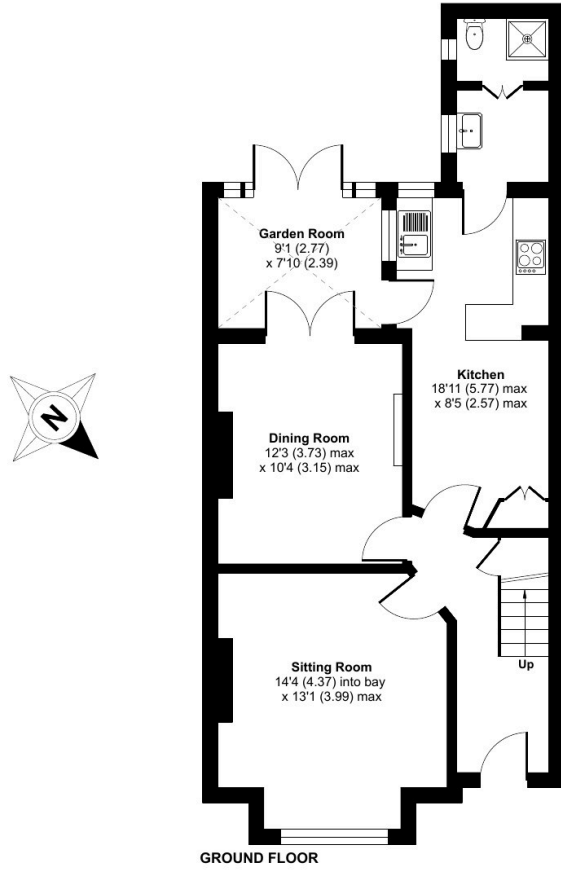 Garden Room
9'1 (2.77)
x 7'10 (2.39)
Kitchen
18'11 (5.77) max
x 8'5 (2.57) max
N
Dining Room
12'3 (3.73) max
x 10'4 (3.15) max
Sitting Room
14'4 (4.37) into bay
x 13'1 (3.99) max
Up
GROUND FLOOR